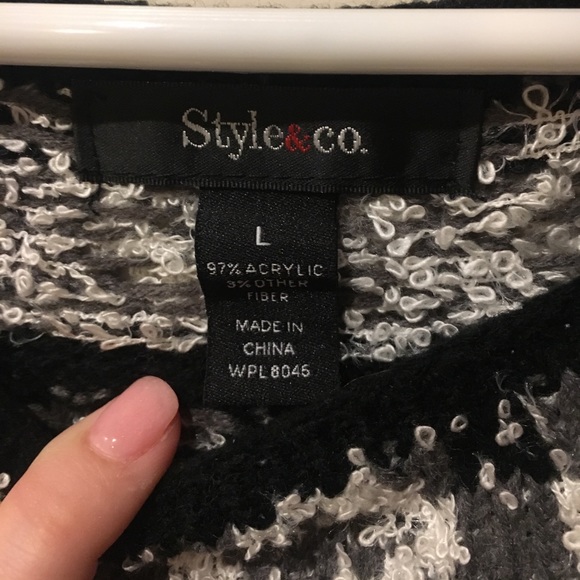 Style&co.
L
97% ACRYLIC
3% OTHER
FIBER
MADE IN
CHINA
WPL8045